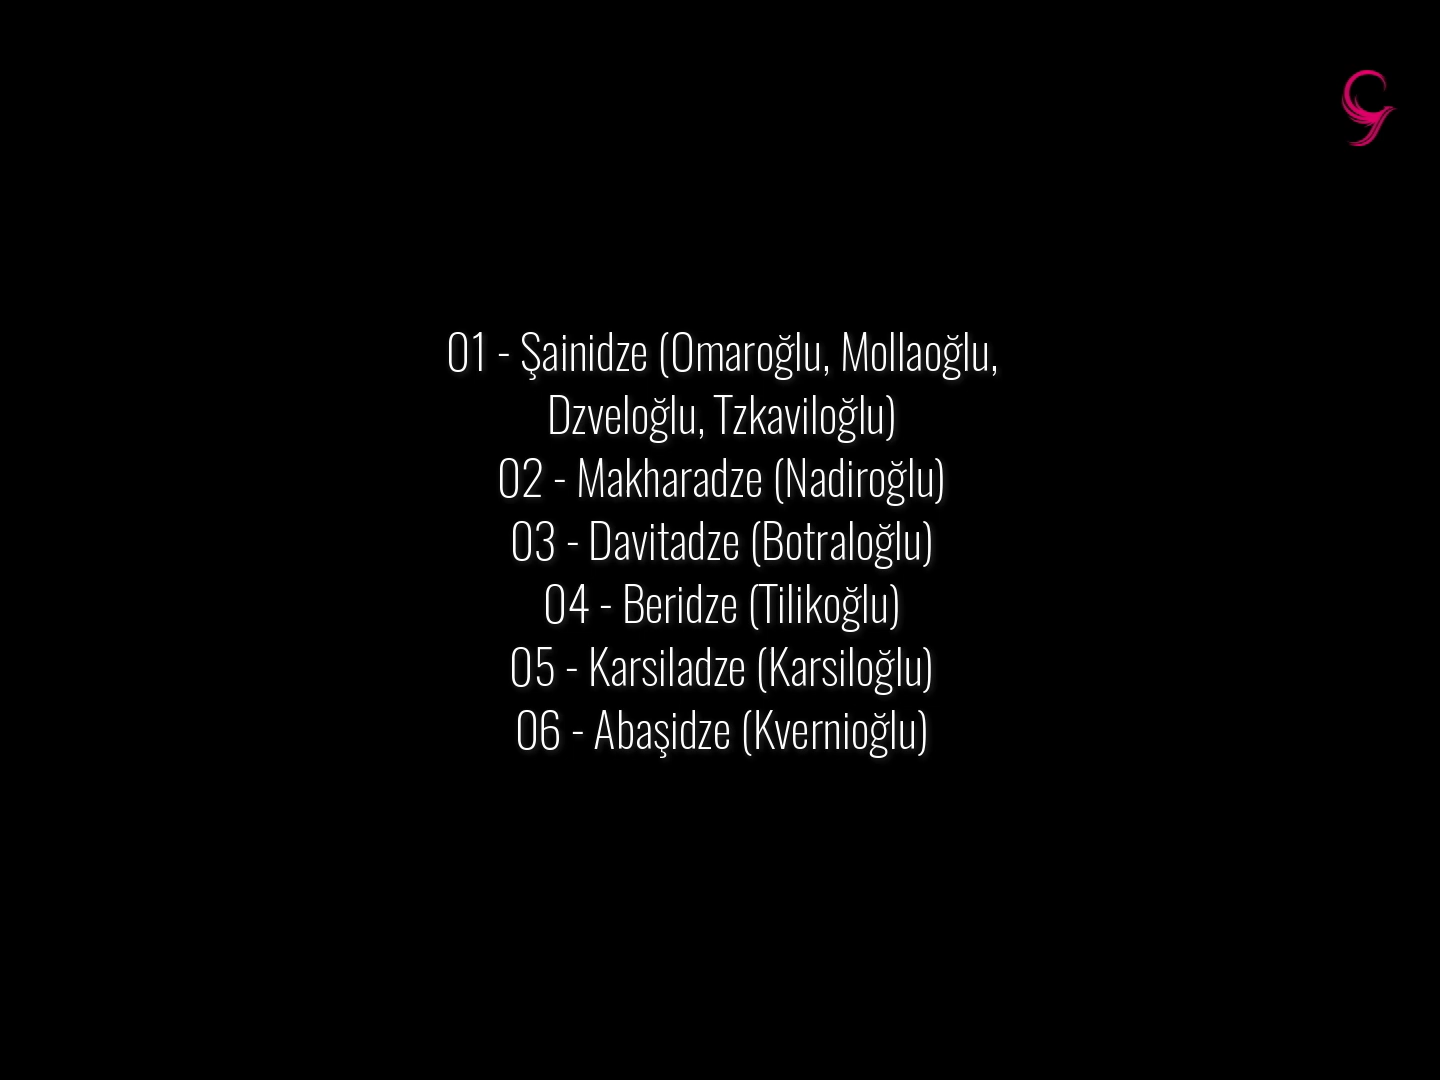 01 - Şainidze (Omaroğlu, Mollaoğlu,
Dzveloğlu, Tzkaviloğlu)
02 - Makharadze (Nadiroğlu)
03 - Davitadze (Botraloğlu)
04 - Beridze (Tilikoğlu)
05 - Karsiladze (Karsiloğlu)
06 - Abaşidze (Kvernioğlu)